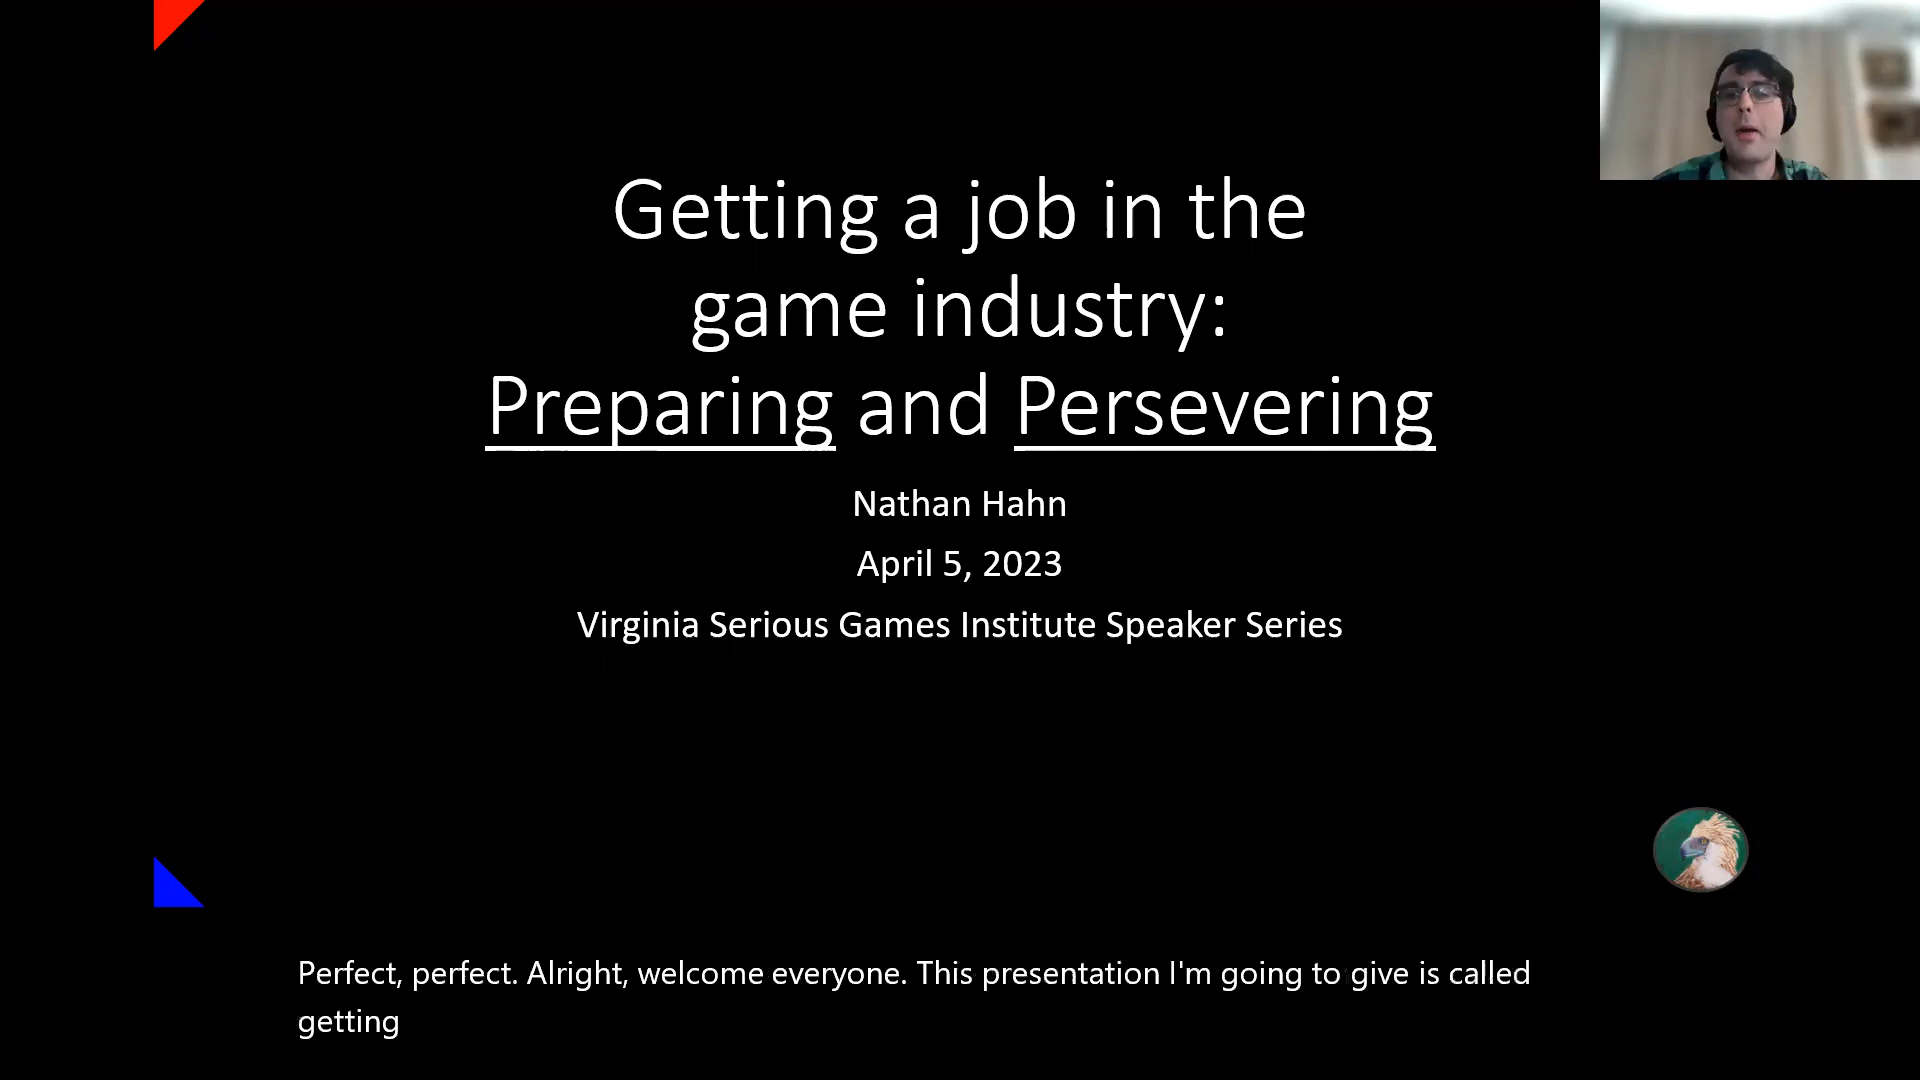 Getting a job in the
game industry:
Preparing and Persevering
Nathan Hahn
April 5, 2023
Virginia Serious Games Institute Speaker Series
Perfect, perfect. Alright, welcome everyone. This presentation I'm going to give is called
getting